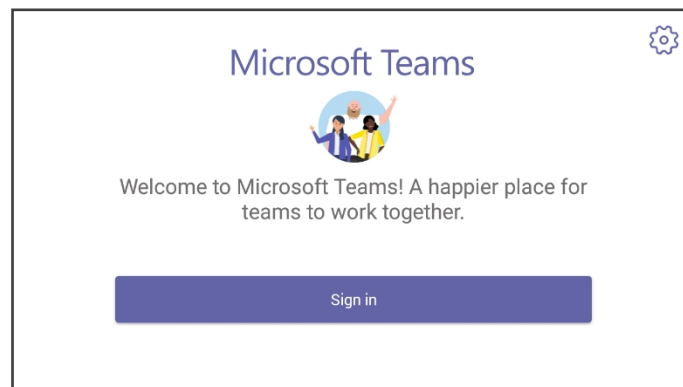 Microsoft Teams
Welcome to Microsoft Teams! A happier place for
teams to work together.
Sign in